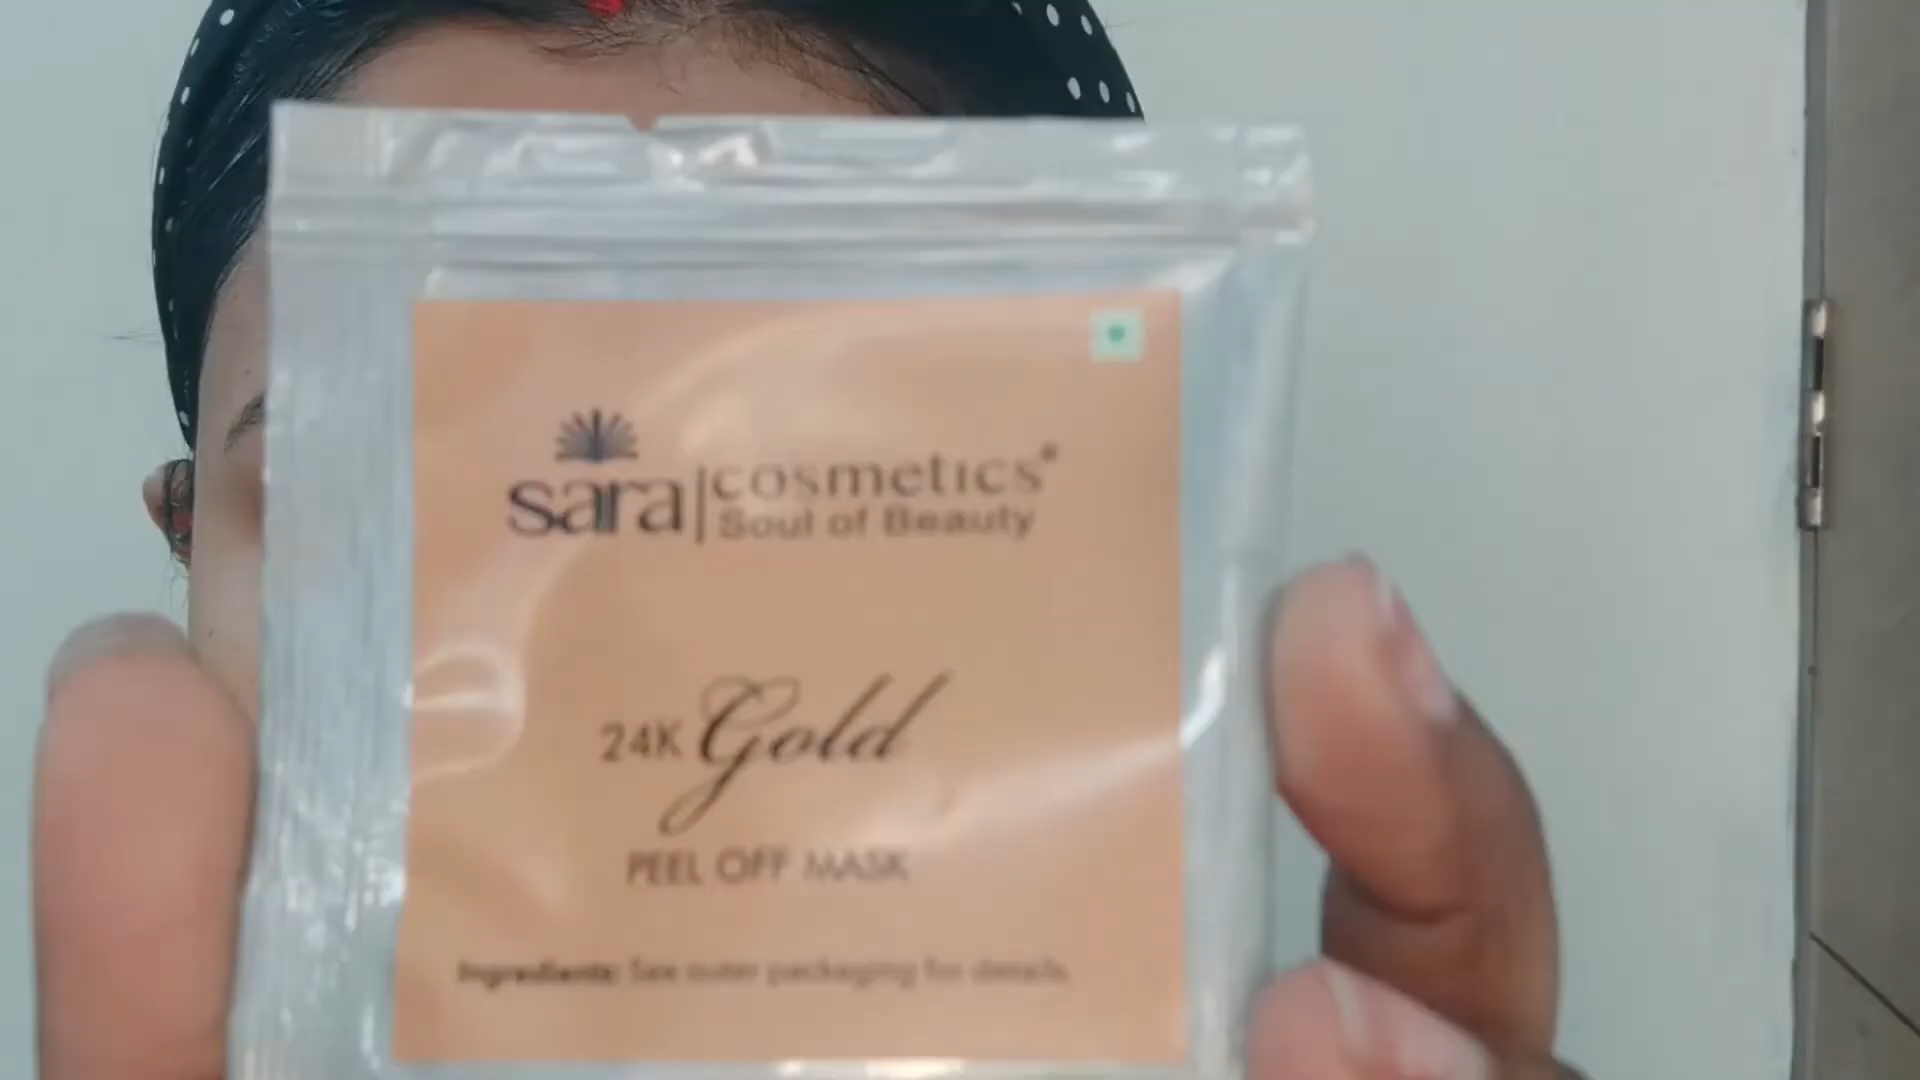 sara cosmetics®
Soul of Beauty
24K Gold
PEEL OFF MASK
Ingredients: See outer packaging for details.